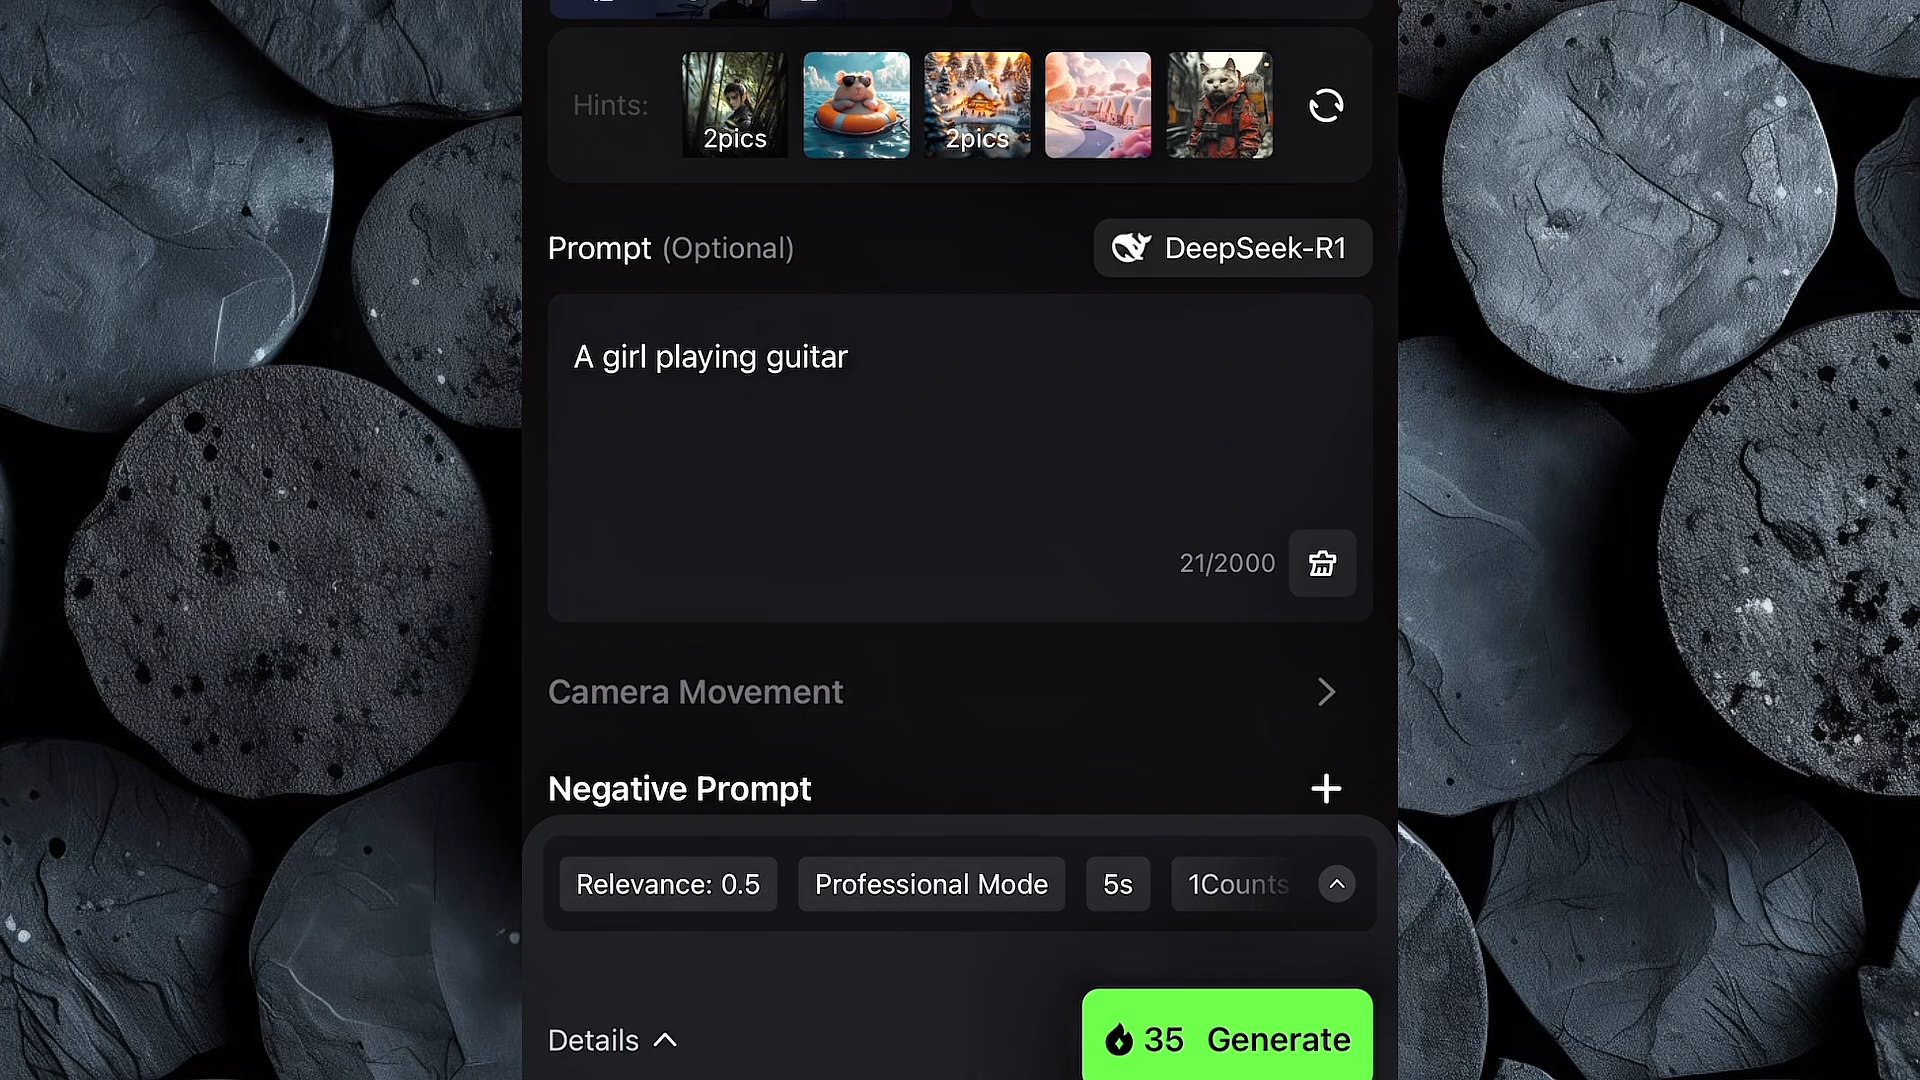 Hints:
2pics
2pics
Prompt (Optional)
DeepSeek-R1
A girl playing guitar
21/2000
Camera Movement
Negative Prompt
Relevance: 0.5
Professional Mode
5s
1Counts
Details
35 Generate